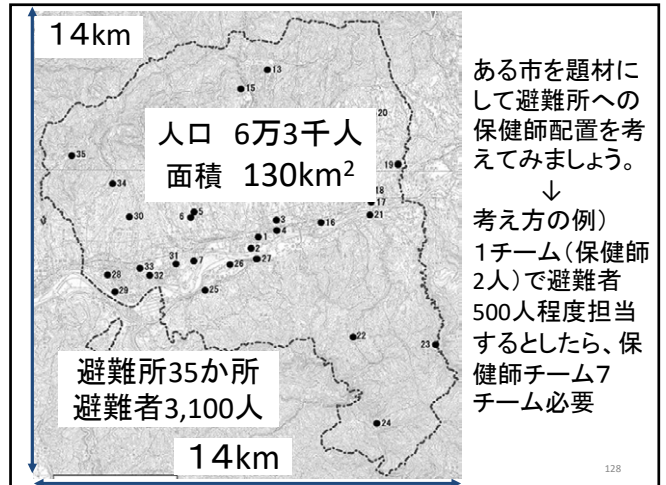 14km
人口 6万3千人
面積 130km²
避難所35か所
避難者3,100人
14km
13
15
20
35
19
34
18
17
30
6
5
3
21
4
16
1
2
31
7
26
27
28
33
32
29
25
22
23
24
ある市を題材に
して避難所への
保健師配置を考
えてみましょう。
↓
考え方の例)
1チーム(保健師
2人)で避難者
500人程度担当
するとしたら、保
健師チーム7
チーム必要
128